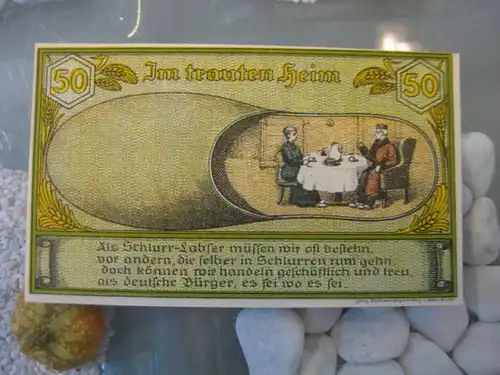 50 Im trauten Heim 50
Als Schlurr-Labser müssen wir oft bestehn,
vor andern, die selber in Schlurren rum gehn,
doch können wir handeln geschäftlich und treu,
als deutsche Bürger, es sei wo es sei.